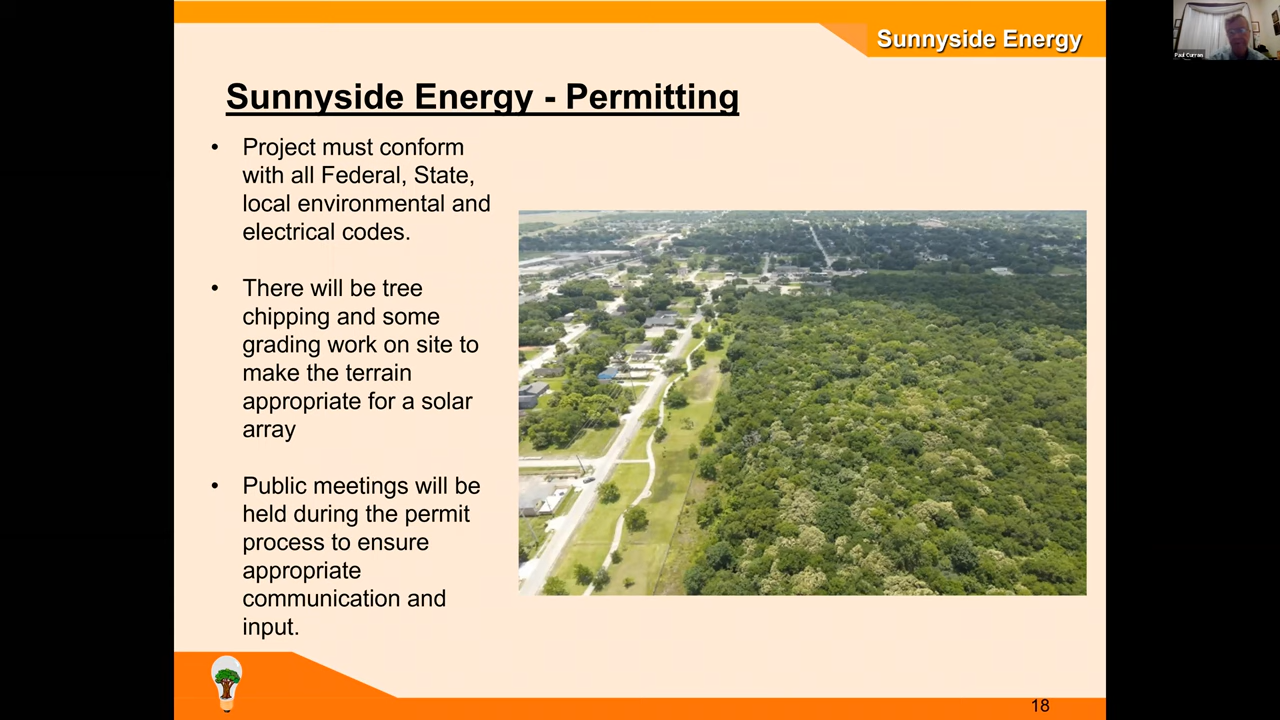 Sunnyside Energy
Paul Curran
Sunnyside Energy - Permitting
• Project must conform
with all Federal, State,
local environmental and
electrical codes.
• There will be tree
chipping and some
grading work on site to
make the terrain
appropriate for a solar
array
• Public meetings will be
held during the permit
process to ensure
appropriate
communication and
input.
18